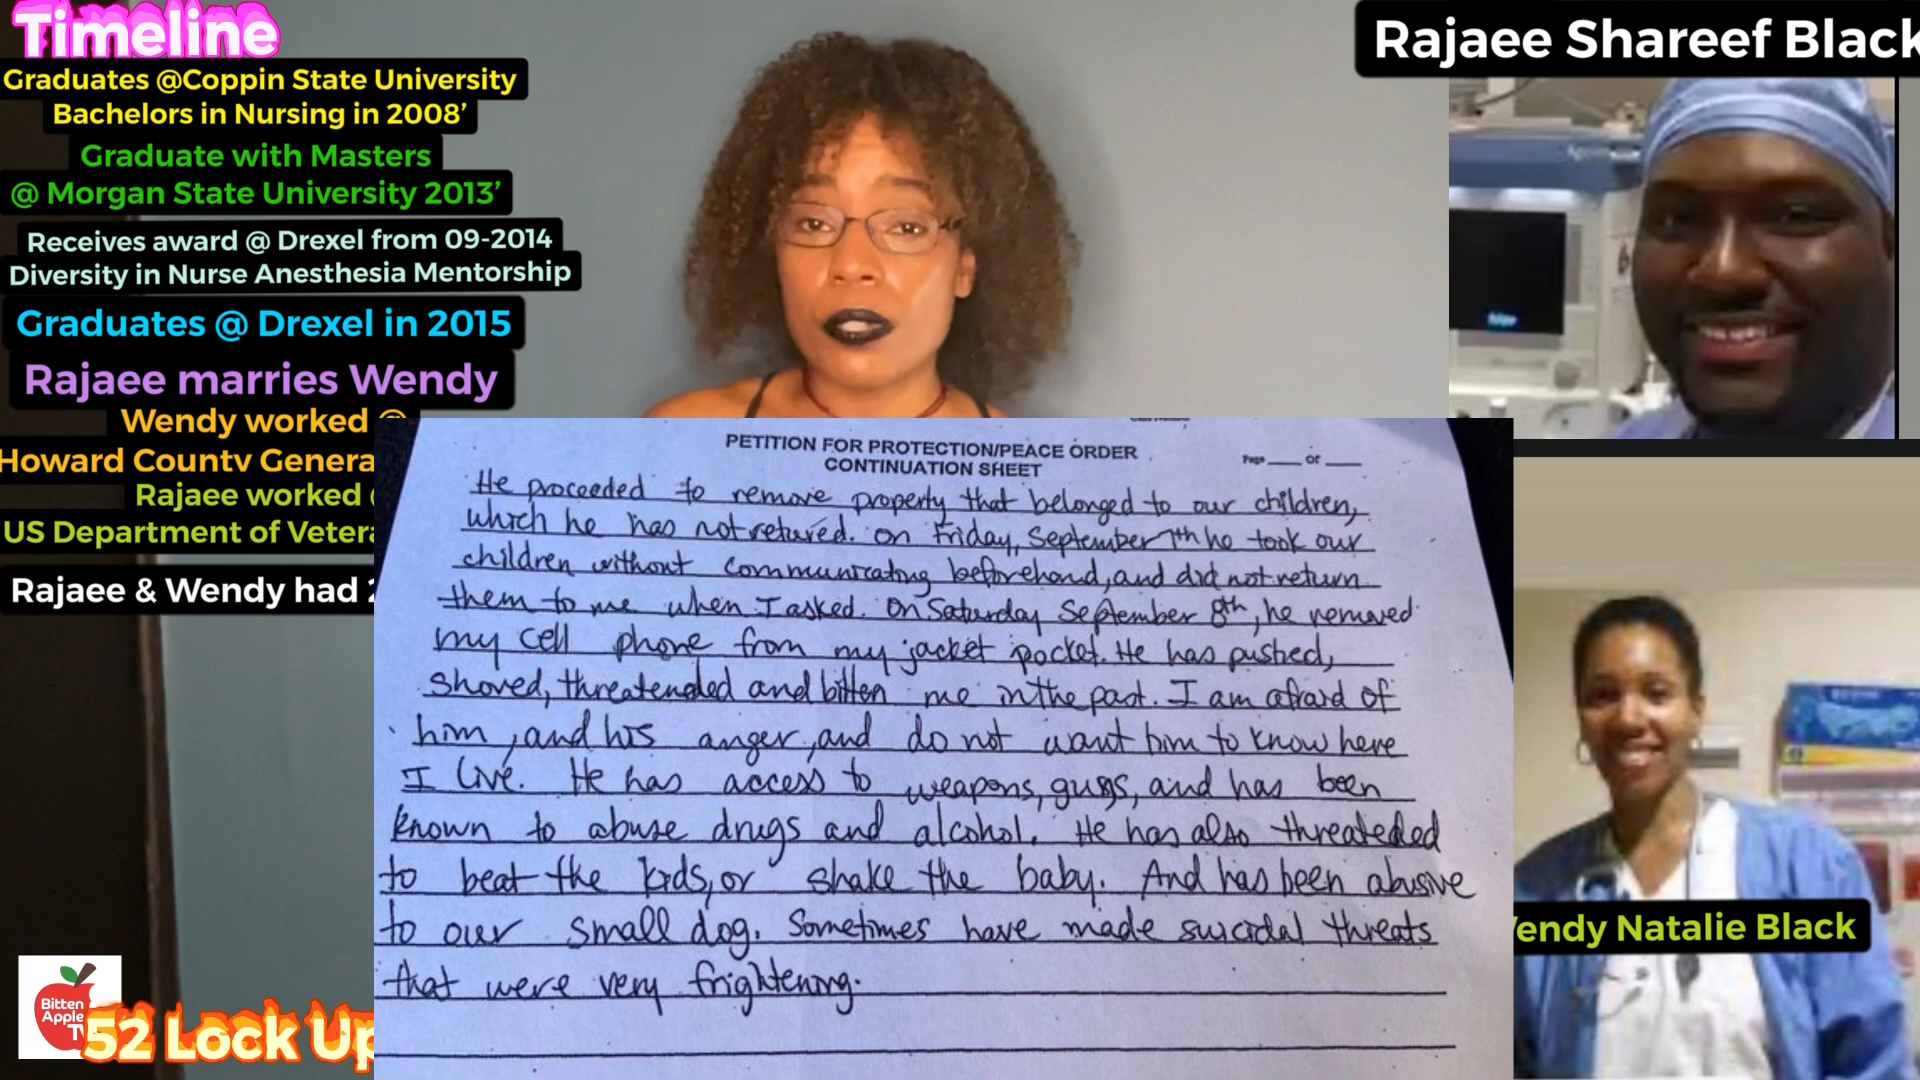 Timeline
Graduates @Coppin State University
Bachelors in Nursing in 2008’
Graduate with Masters
@ Morgan State University 2013’
Receives award @ Drexel from 09-2014
Diversity in Nurse Anesthesia Mentorship
Graduates @ Drexel in 2015
Rajaee marries Wendy
Wendy worked @
Howard County Genera
Rajaee worked
US Department of Vetera
Rajaee & Wendy had 2
Bitten
Apple
TV
52 Lock Up
Rajaee Shareef Black
PETITION FOR PROTECTION/PEACE ORDER
CONTINUATION SHEET
Page ____ Of ____
He proceeded to remove property that belonged to our children,
which he has not retured. On Friday, September 7th he took our
children without communicating beforehand, and did not return
them to me when I asked. On Saturday September 8th, he removed
my cell phone from my jacket pocket. He has pushed,
shoved, threatended and bitten me in the past. I am afraid of
him, and his anger, and do not want him to know here
I live. He has access to weapons, guns, and has been
known to abuse drugs and alcohol. He has also threateded
to beat the kids, or shake the baby. And has been abusive
to our small dog. Sometimes have made suicidal threats
that were very frightening.
endy Natalie Black